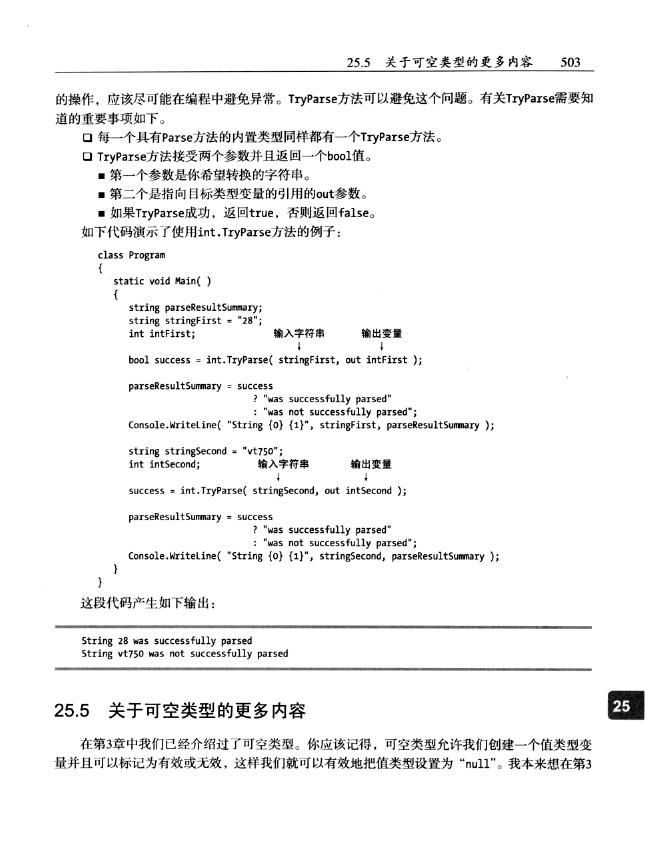 25.5 关于可空类型的更多内容 503
的操作，应该尽可能在编程中避免异常。TryParse方法可以避免这个问题。有关TryParse需要知
道的重要事项如下。
□ 每一个具有Parse方法的内置类型同样都有一个TryParse方法。
□ TryParse方法接受两个参数并且返回一个bool值。
■ 第一个参数是你希望转换的字符串。
■ 第二个是指向目标类型变量的引用的out参数。
■ 如果TryParse成功，返回true，否则返回false。
如下代码演示了使用int.TryParse方法的例子：
class Program
{
static void Main( )
{
string parseResultSummary;
string stringFirst = "28";
int intFirst; 输入字符串 输出变量
↓ ↓
bool success = int.TryParse( stringFirst, out intFirst );
parseResultSummary = success
? "was successfully parsed"
: "was not successfully parsed";
Console.WriteLine( "String {0} {1}", stringFirst, parseResultSummary );
string stringSecond = "vt750";
int intSecond; 输入字符串 输出变量
↓ ↓
success = int.TryParse( stringSecond, out intSecond );
parseResultSummary = success
? "was successfully parsed"
: "was not successfully parsed";
Console.WriteLine( "String {0} {1}", stringSecond, parseResultSummary );
}
}
这段代码产生如下输出：
String 28 was successfully parsed
String vt750 was not successfully parsed
25.5 关于可空类型的更多内容
25
在第3章中我们已经介绍过了可空类型。你应该记得，可空类型允许我们创建一个值类型变
量并且可以标记为有效或无效，这样我们就可以有效地把值类型设置为“null”。我本来想在第3